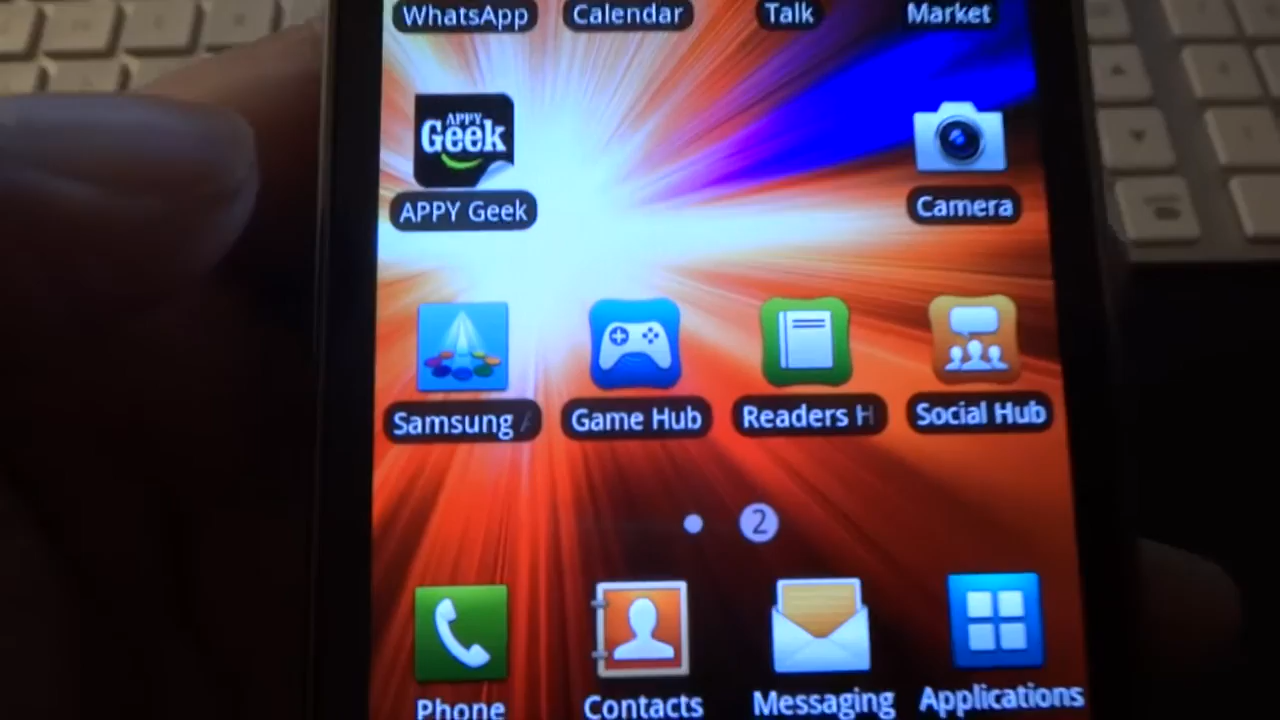 WhatsApp Calendar Talk Market
APPY
Geek
APPY Geek Camera
Samsung Game Hub Readers H Social Hub
2
Phone Contacts Messaging Applications